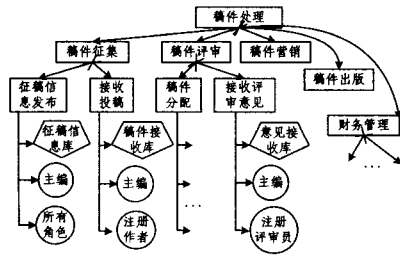 稿件处理
稿件征集
稿件评审
稿件营销
稿件出版
财务管理
征稿信
息发布
接收
投稿
稿件
分配
接收评
审意见
征稿信
息库
稿件接
收库
意见接
收库
主编
主编
主编
所有
角色
注册
作者
注册
评审员
...
...